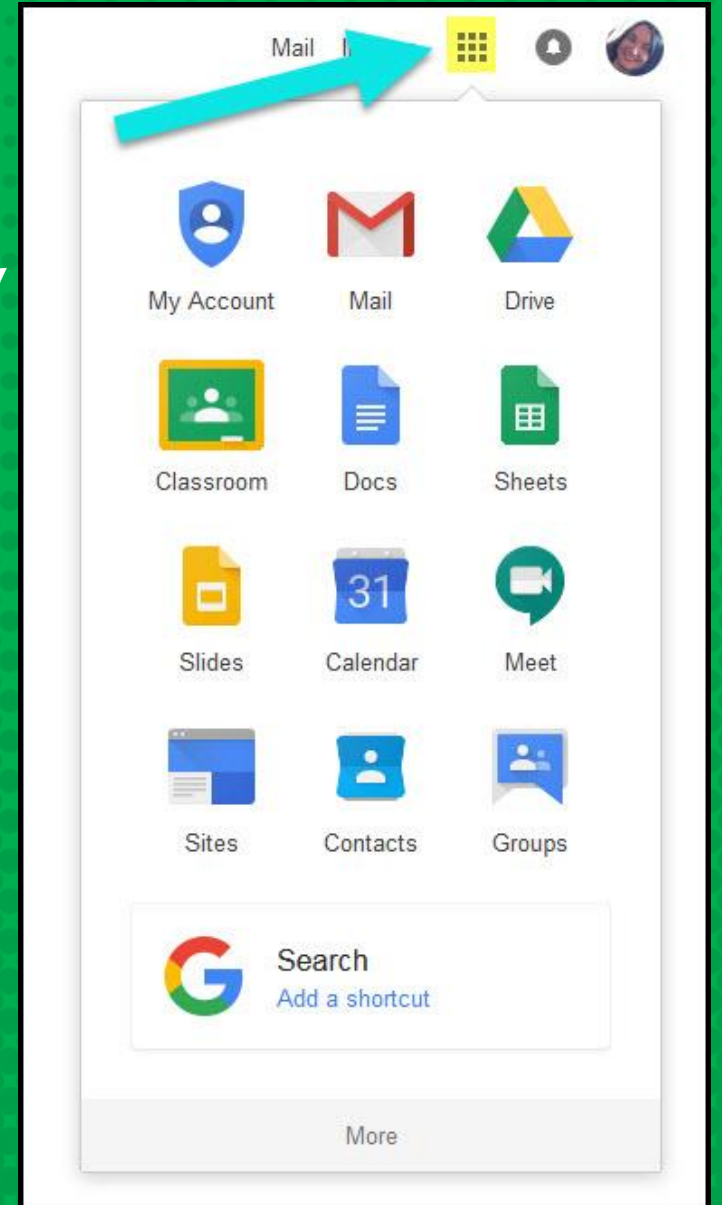 Mail
My Account Mail Drive
Classroom Docs Sheets
31
Slides Calendar Meet
Sites Contacts Groups
G Search
Add a shortcut
More